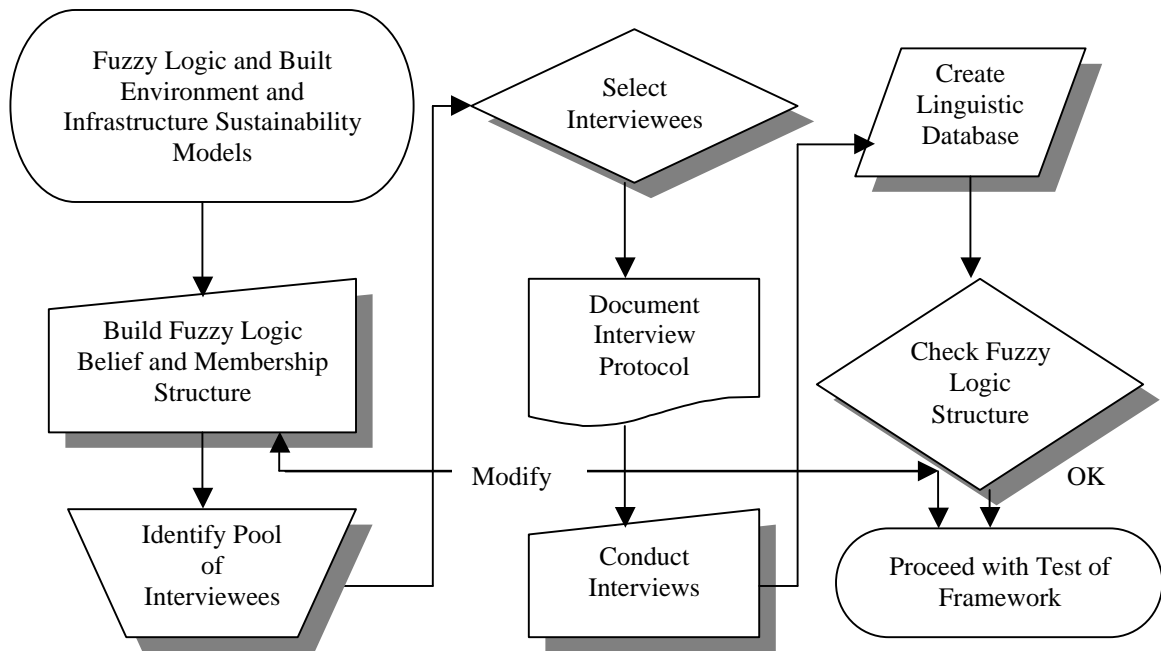 Fuzzy Logic and Built
Environment and
Infrastructure Sustainability
Models
Build Fuzzy Logic
Belief and Membership
Structure
Identify Pool
of
Interviewees
Select
Interviewees
Document
Interview
Protocol
Conduct
Interviews
Create
Linguistic
Database
Check Fuzzy
Logic
Structure
Modify
OK
Proceed with Test of
Framework